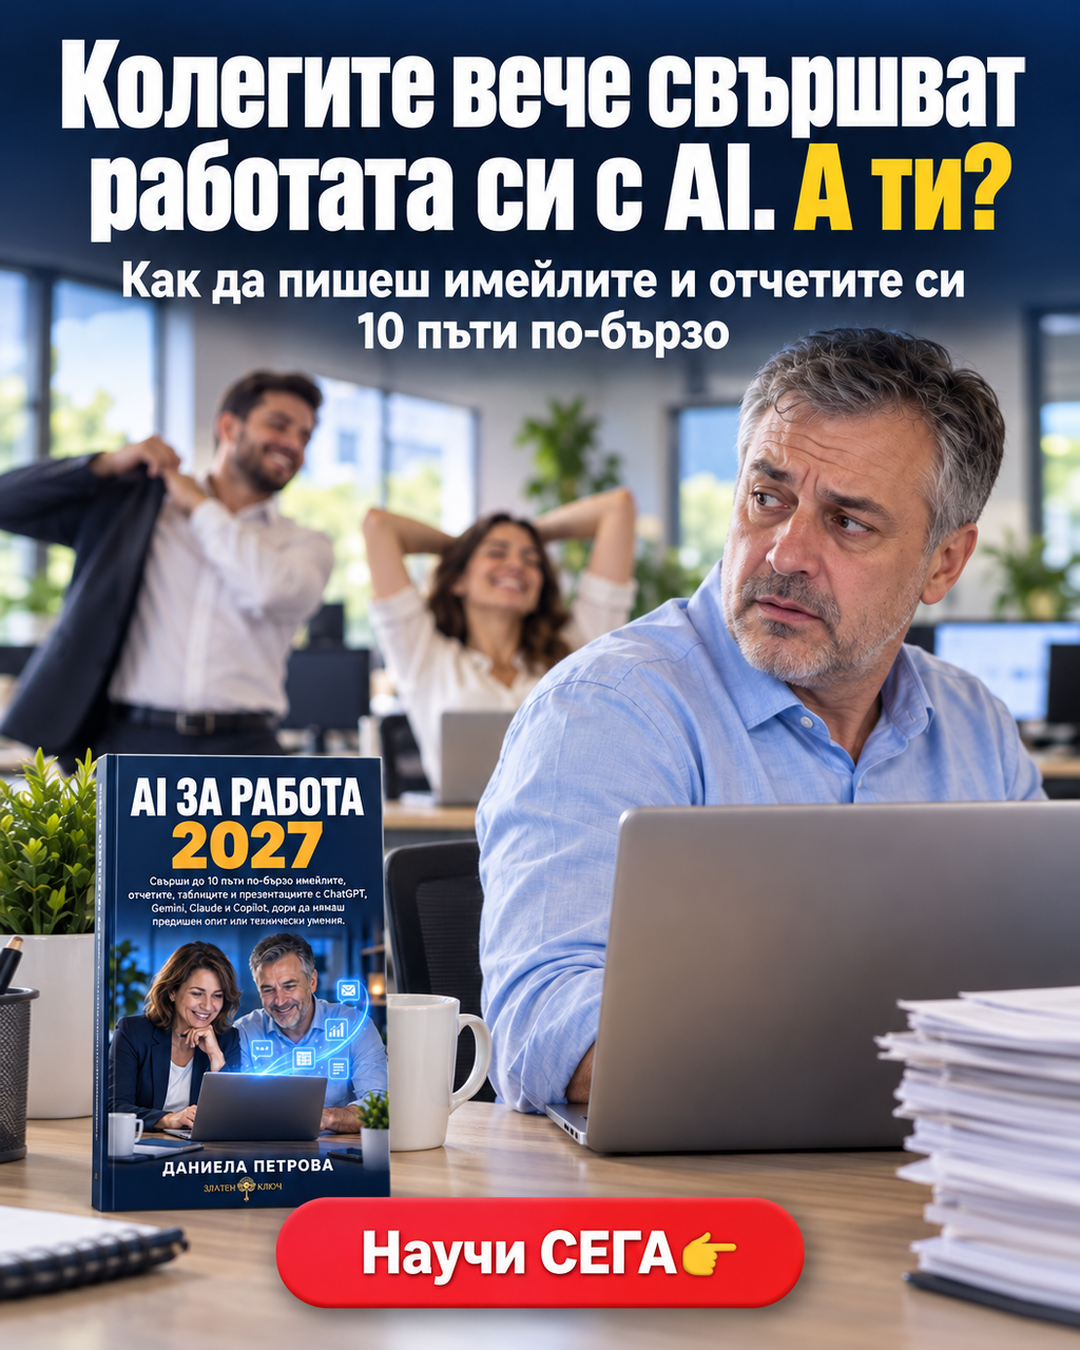 Колегите вече свършват
работата си с AI. А ти?
Как да пишеш имейлите и отчетите си
10 пъти по-бързо
AI ЗА РАБОТА
2027
Свърши до 10 пъти по-бързо имейлите,
отчетите, таблиците и презентациите с ChatGPT,
Gemini, Claude и Copilot, дори да нямаш
предишен опит или технически умения.
ДАНИЕЛА ПЕТРОВА
ЗЛАТЕН КЛЮЧ
Научи СЕГА👉